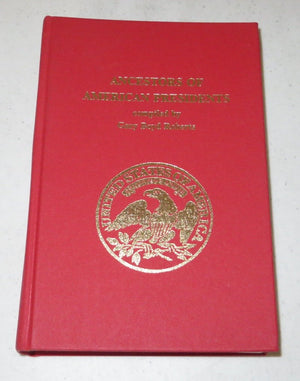 ANCESTORS OF
AMERICAN PRESIDENTS
compiled by
Gary Boyd Roberts
UNITED STATES OF AMERICA